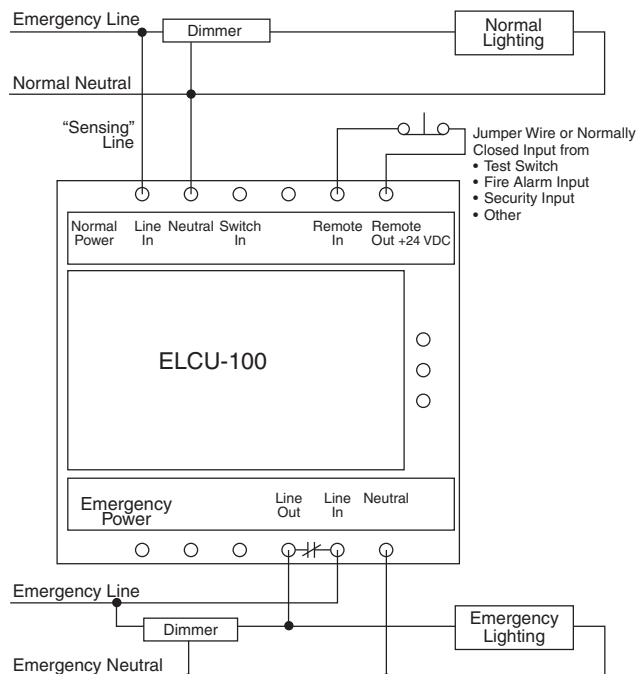 Emergency Line
Dimmer
Normal
Lighting
Normal Neutral
“Sensing”
Line
Jumper Wire or Normally
Closed Input from
• Test Switch
• Fire Alarm Input
• Security Input
• Other
Normal
Power
Line
In
Neutral
Switch
In
Remote
In
Remote
Out +24 VDC
ELCU-100
Emergency
Power
Line
Out
Line
In
Neutral
Emergency Line
Dimmer
Emergency
Lighting
Emergency Neutral